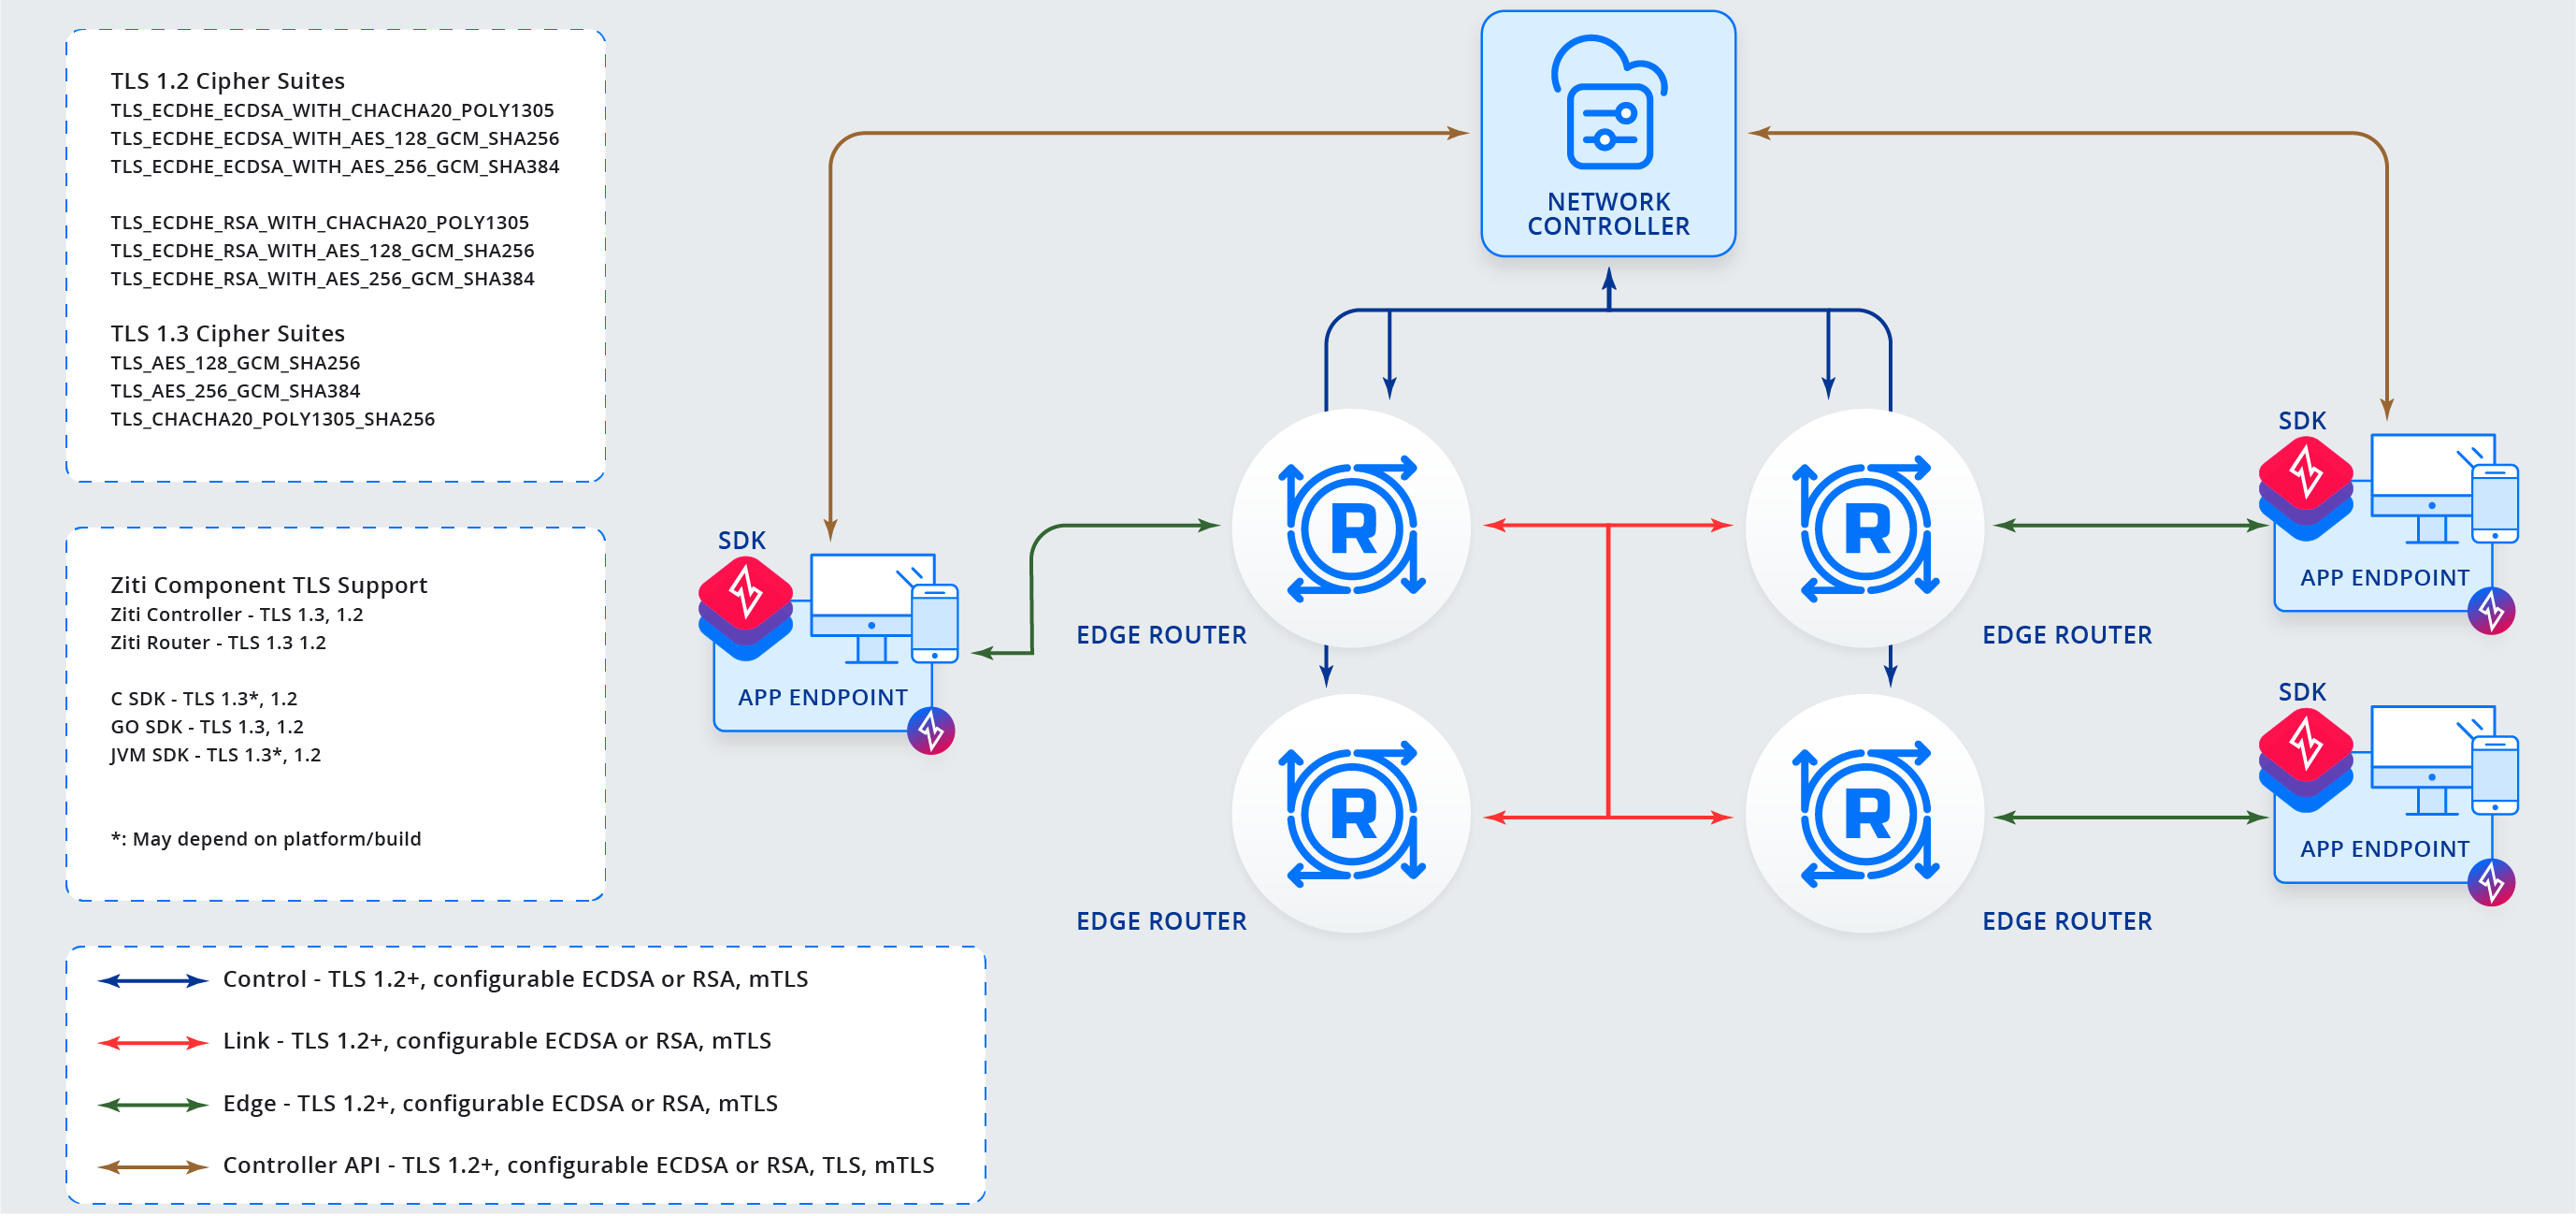 TLS 1.2 Cipher Suites
TLS_ECDHE_ECDSA_WITH_CHACHA20_POLY1305
TLS_ECDHE_ECDSA_WITH_AES_128_GCM_SHA256
TLS_ECDHE_ECDSA_WITH_AES_256_GCM_SHA384
TLS_ECDHE_RSA_WITH_CHACHA20_POLY1305
TLS_ECDHE_RSA_WITH_AES_128_GCM_SHA256
TLS_ECDHE_RSA_WITH_AES_256_GCM_SHA384
TLS 1.3 Cipher Suites
TLS_AES_128_GCM_SHA256
TLS_AES_256_GCM_SHA384
TLS_CHACHA20_POLY1305_SHA256
Ziti Component TLS Support
Ziti Controller - TLS 1.3, 1.2
Ziti Router - TLS 1.3 1.2
C SDK - TLS 1.3*, 1.2
GO SDK - TLS 1.3, 1.2
JVM SDK - TLS 1.3*, 1.2
*: May depend on platform/build
Control - TLS 1.2+, configurable ECDSA or RSA, mTLS
Link - TLS 1.2+, configurable ECDSA or RSA, mTLS
Edge - TLS 1.2+, configurable ECDSA or RSA, mTLS
Controller API - TLS 1.2+, configurable ECDSA or RSA, TLS, mTLS
NETWORK
CONTROLLER
SDK
APP ENDPOINT
R
EDGE ROUTER
R
EDGE ROUTER
R
EDGE ROUTER
R
EDGE ROUTER
SDK
APP ENDPOINT
SDK
APP ENDPOINT